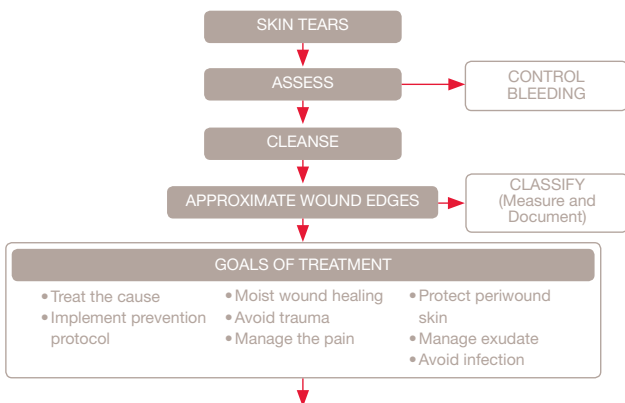 SKIN TEARS
ASSESS
CONTROL
BLEEDING
CLEANSE
APPROXIMATE WOUND EDGES
CLASSIFY
(Measure and
Document)
GOALS OF TREATMENT
• Treat the cause
• Implement prevention
protocol
• Moist wound healing
• Avoid trauma
• Manage the pain
• Protect periwound
skin
• Manage exudate
• Avoid infection